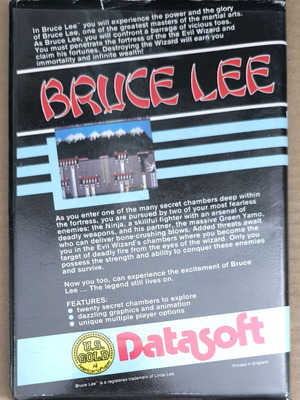 In Bruce Lee™ you will experience the power and the glory
of Bruce Lee, one of the greatest masters of the martial arts.
As Bruce Lee, you will confront a barrage of vicious foes.
You must penetrate the fortress of the the Evil Wizard and
claim his fortunes. Destroying the Wizard will earn you
immortality and infinite wealth!
BRUCE LEE
As you enter one of the many secret chambers deep within
the fortress, you are pursued by two of your most fearless
enemies: the Ninja, a skillful fighter with an arsenal of
deadly weapons, and his partner, the massive Green Yamo,
who can deliver bone-crushing blows. Added threats await
you in the Evil Wizard's chambers where you become the
target of deadly fire from the eyes of the wizard. Only you
possess the strength and ability to conquer these enemies
and survive.
Now you too, can experience the excitement of Bruce
Lee ... The legend still lives on.
FEATURES:
● twenty secret chambers to explore
● dazzling graphics and animation
● unique multiple player options
U.S.
GOLD
Datasoft
Bruce Lee™ is a registered trademark of Linda Lee
Printed in England